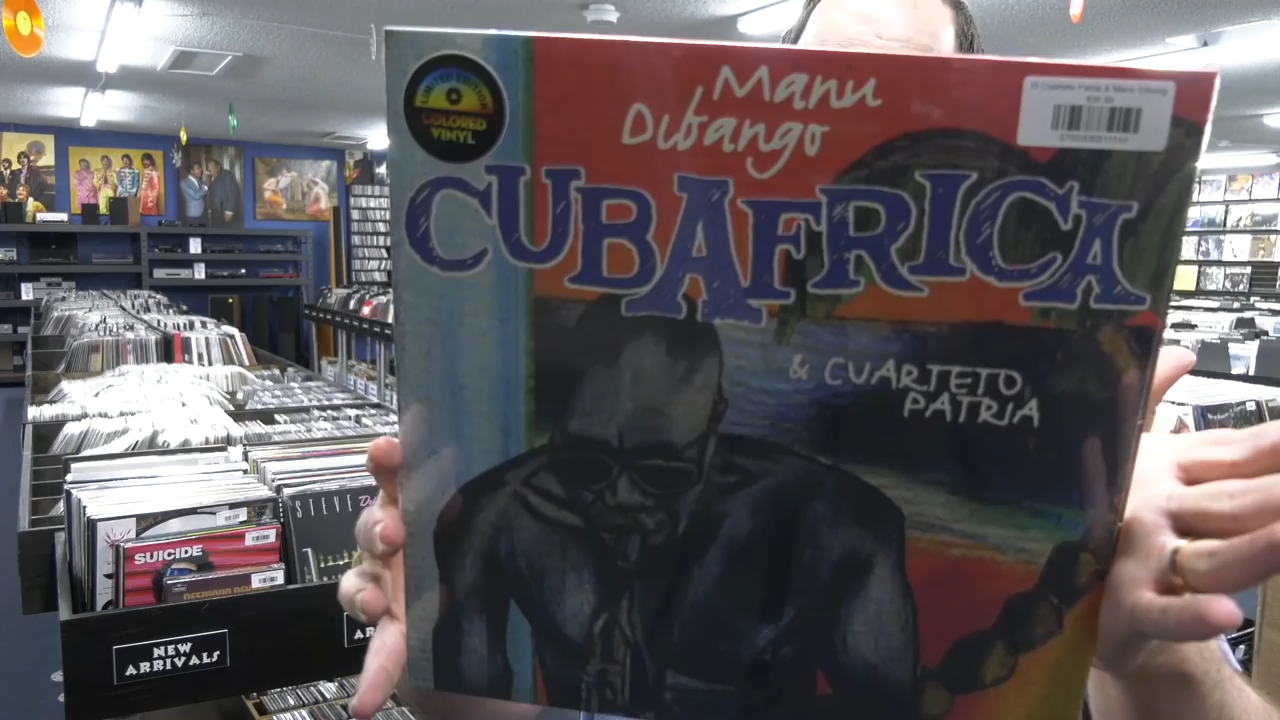 LIMITED EDITION
COLORED
VINYL
Manu
Dibango
CUBAFRICA
& CUARTETO
PATRIA
STEVE
SUICIDE
NEW
ARRIVALS